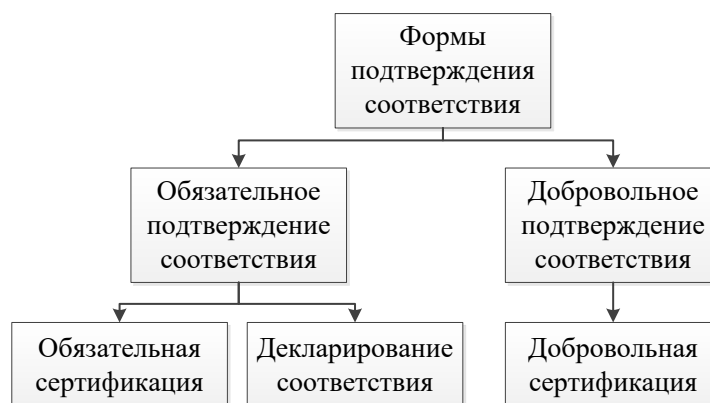 Формы
подтверждения
соответствия
Обязательное
подтверждение
соответствия
Добровольное
подтверждение
соответствия
Обязательная
сертификация
Декларирование
соответствия
Добровольная
сертификация